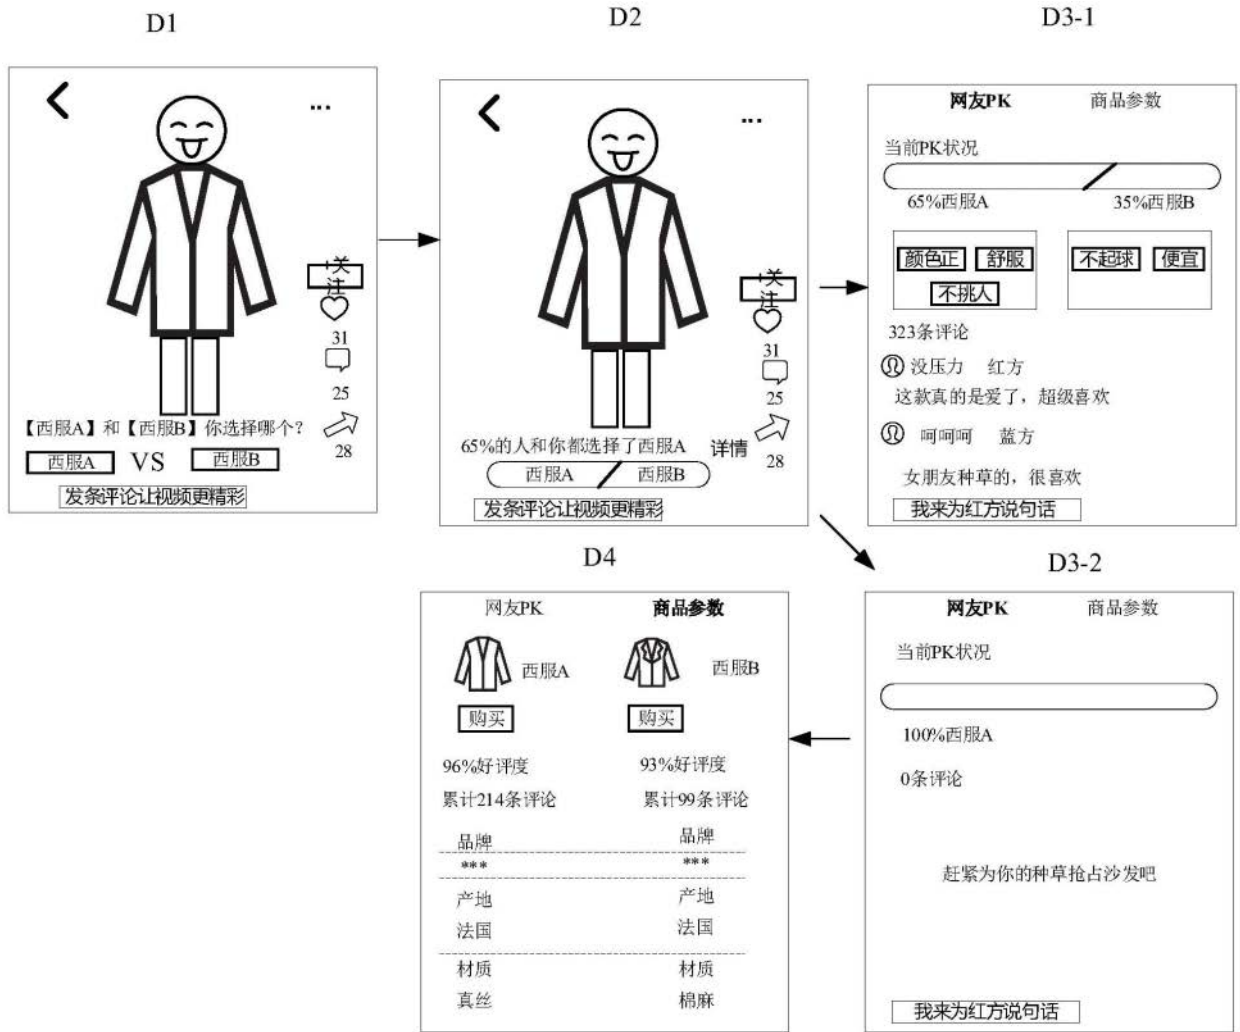 D1
...
+关
注
31
25
28
【西服A】和【西服B】你选择哪个?
西服A VS 西服B
发条评论让视频更精彩
D2
...
+关
注
31
25
28
65%的人和你都选择了西服A 详情
西服A 西服B
发条评论让视频更精彩
D3-1
网友PK 商品参数
当前PK状况
65%西服A 35%西服B
颜色正 舒服 不起球 便宜
不挑人
323条评论
没压力 红方
这款真的是爱了，超级喜欢
呵呵呵 蓝方
女朋友种草的，很喜欢
我来为红方说句话
D3-2
网友PK 商品参数
当前PK状况
100%西服A
0条评论
赶紧为你的种草抢占沙发吧
我来为红方说句话
D4
网友PK 商品参数
西服A 西服B
购买 购买
96%好评度 93%好评度
累计214条评论 累计99条评论
品牌 品牌
*** ***
产地 产地
法国 法国
材质 材质
真丝 棉麻